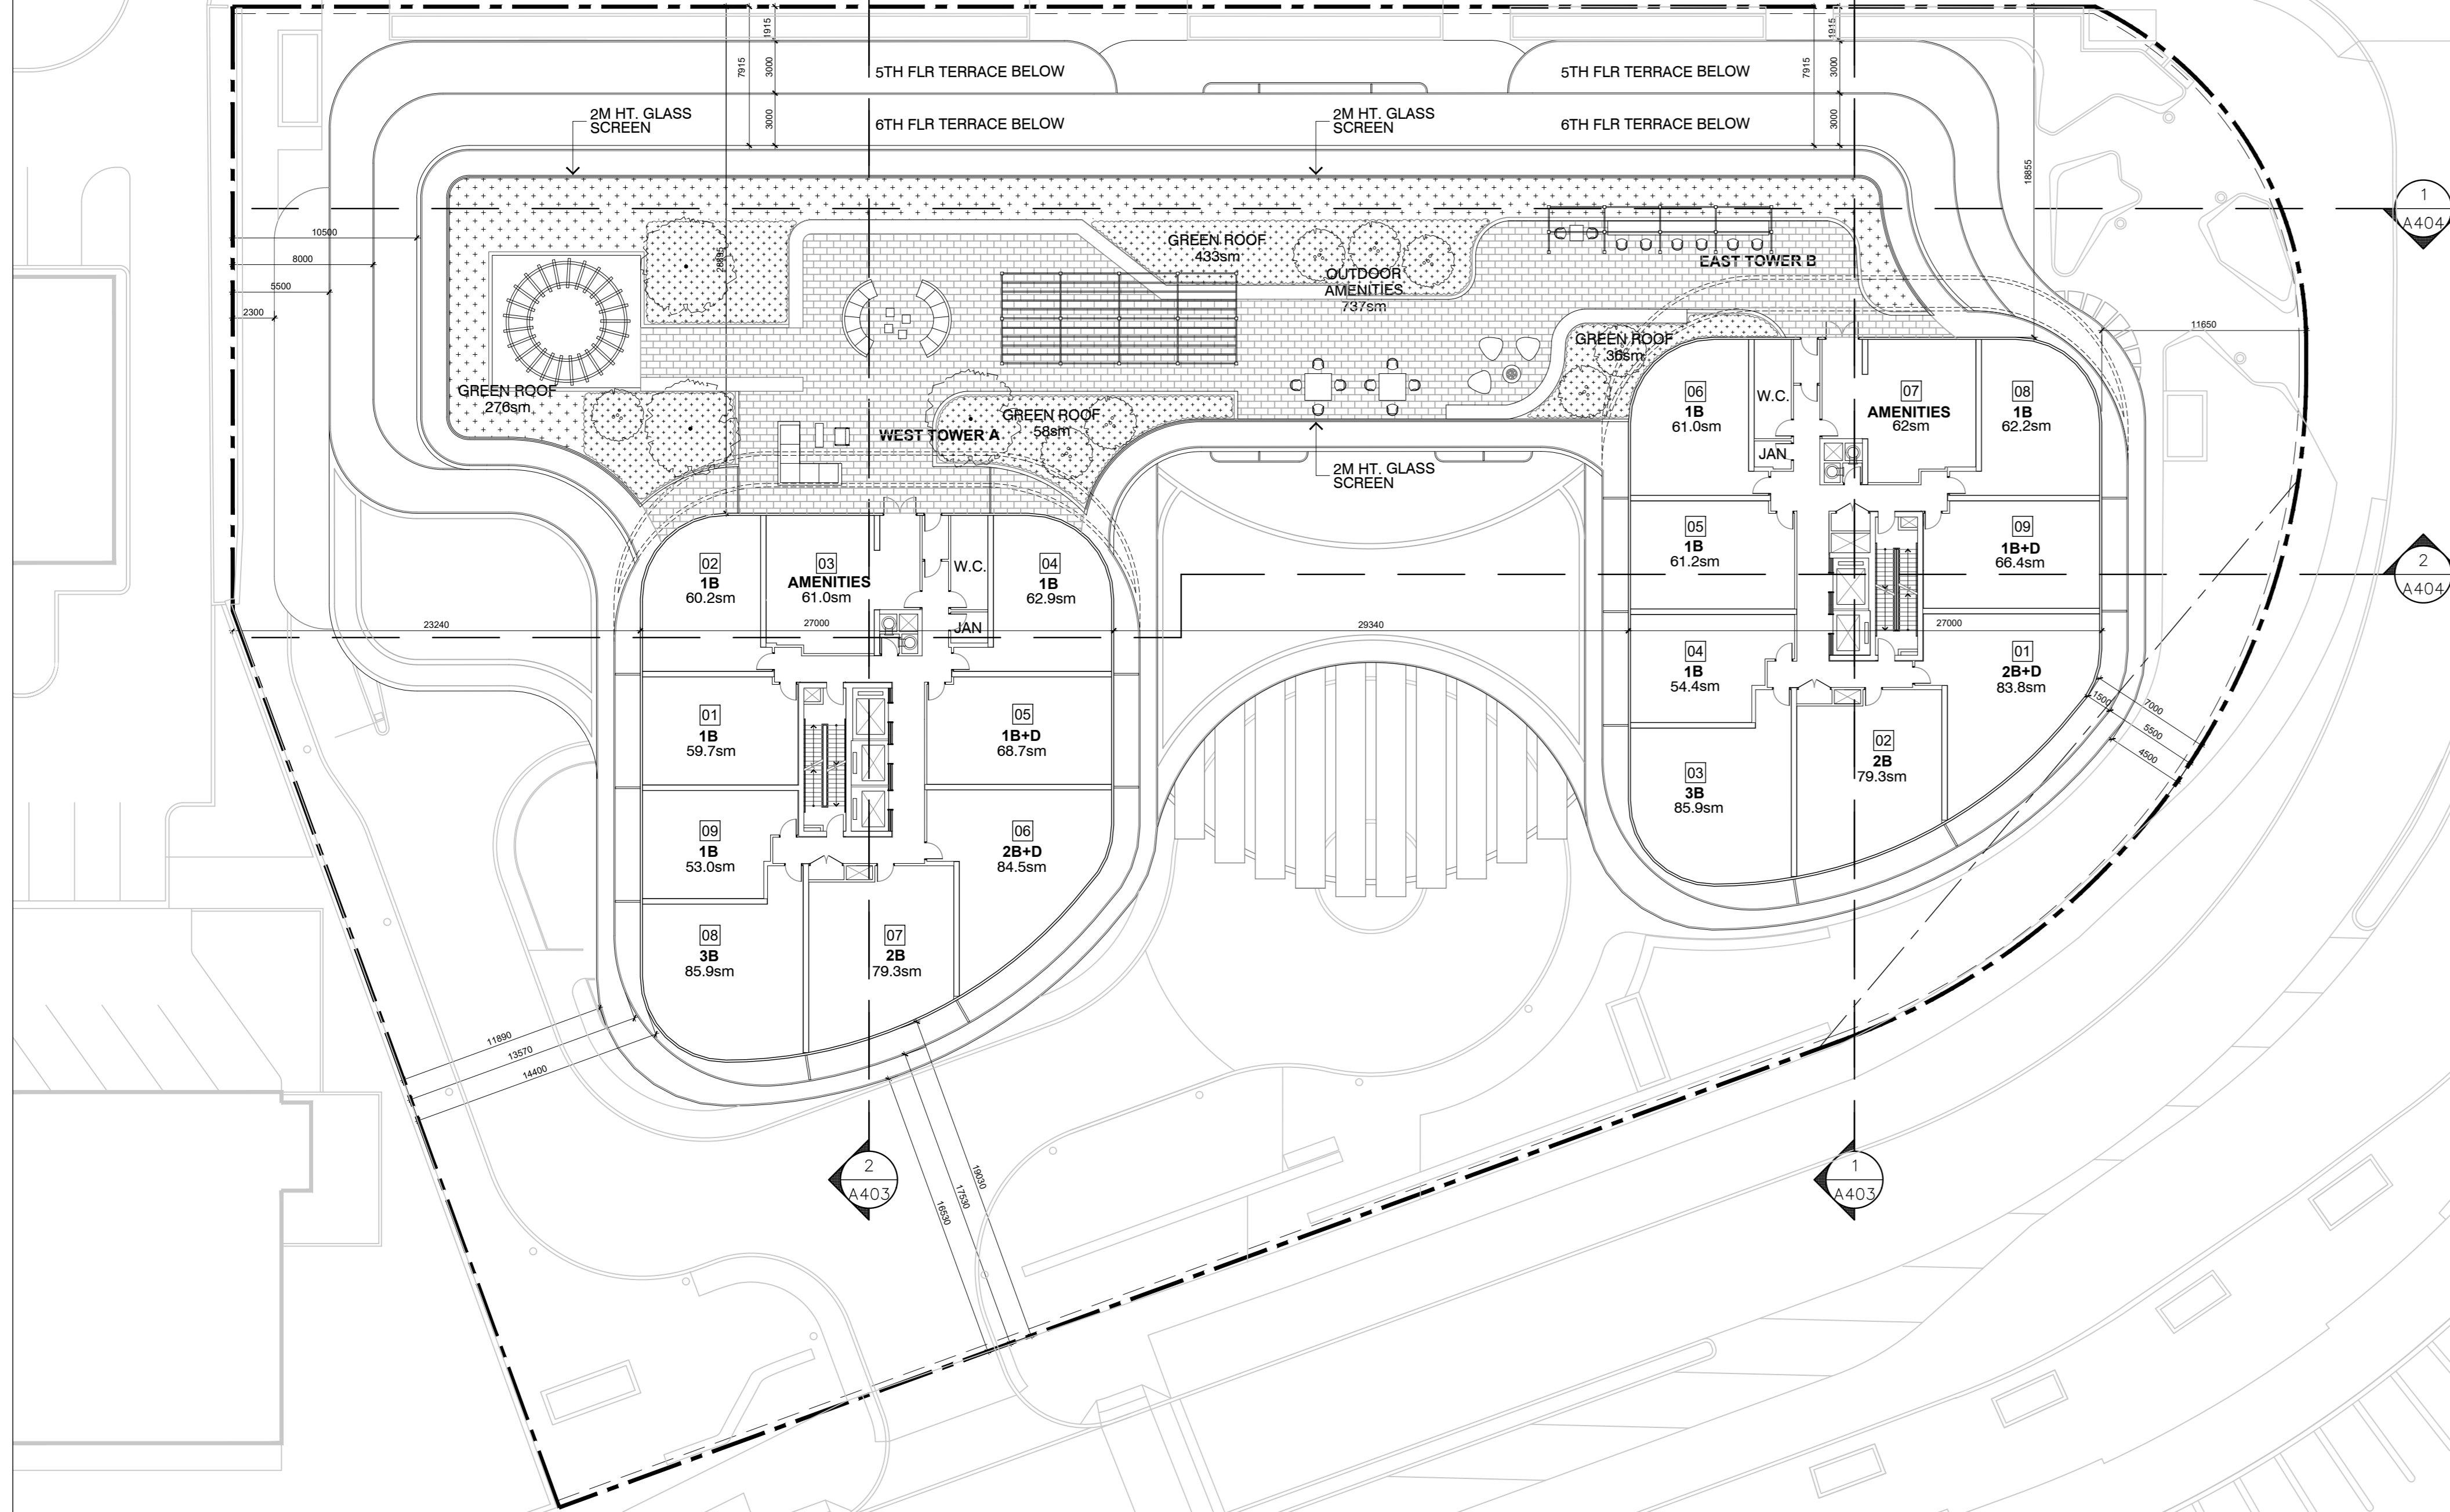 1915
7915
3000
3000
5TH FLR TERRACE BELOW
6TH FLR TERRACE BELOW
2M HT. GLASS
SCREEN
5TH FLR TERRACE BELOW
6TH FLR TERRACE BELOW
2M HT. GLASS
SCREEN
1915
7915
3000
3000
18855
1
A404
10500
8000
5500
2300
28895
GREEN ROOF
433sm
OUTDOOR
AMENITIES
737sm
EAST TOWER B
11650
GREEN ROOF
36sm
GREEN ROOF
276sm
GREEN ROOF
58sm
WEST TOWER A
2M HT. GLASS
SCREEN
06
1B
61.0sm
W.C.
JAN
07
AMENITIES
62sm
08
1B
62.2sm
05
1B
61.2sm
09
1B+D
66.4sm
2
A404
02
1B
60.2sm
03
AMENITIES
61.0sm
W.C.
JAN
04
1B
62.9sm
23240
27000
29340
27000
04
1B
54.4sm
01
2B+D
83.8sm
1500
7000
5500
4500
01
1B
59.7sm
05
1B+D
68.7sm
03
3B
85.9sm
02
2B
79.3sm
09
1B
53.0sm
06
2B+D
84.5sm
08
3B
85.9sm
07
2B
79.3sm
11890
13570
14400
19030
17530
16530
2
A403
1
A403